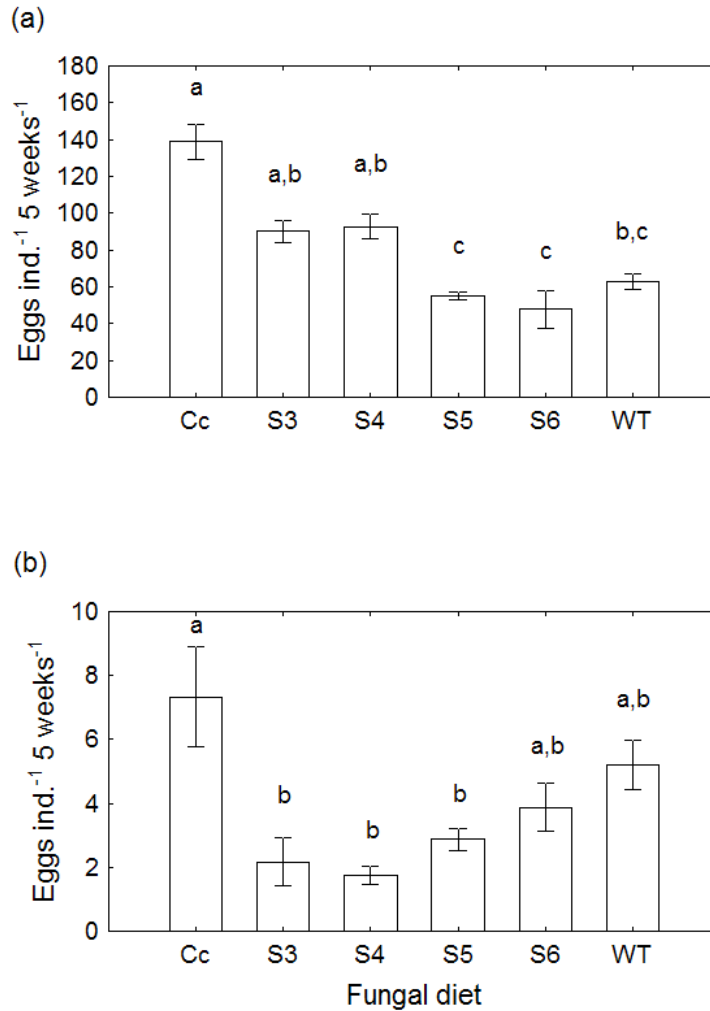 (a)
Eggs ind.⁻¹ 5 weeks⁻¹
180
160
140
120
100
80
60
40
20
0
a
a,b
a,b
c
c
b,c
Cc S3 S4 S5 S6 WT
(b)
Eggs ind.⁻¹ 5 weeks⁻¹
10
8
6
4
2
0
a
b
b
b
a,b
a,b
Cc S3 S4 S5 S6 WT
Fungal diet